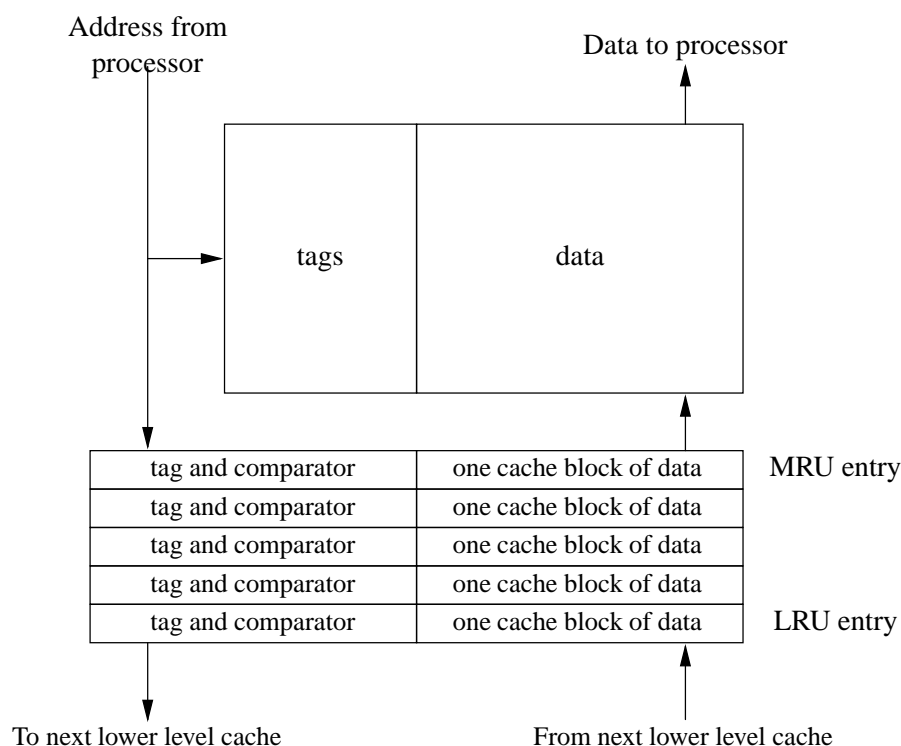 Address from
processor
Data to processor
tags
data
tag and comparator
one cache block of data
MRU entry
tag and comparator
one cache block of data
tag and comparator
one cache block of data
tag and comparator
one cache block of data
tag and comparator
one cache block of data
LRU entry
To next lower level cache
From next lower level cache